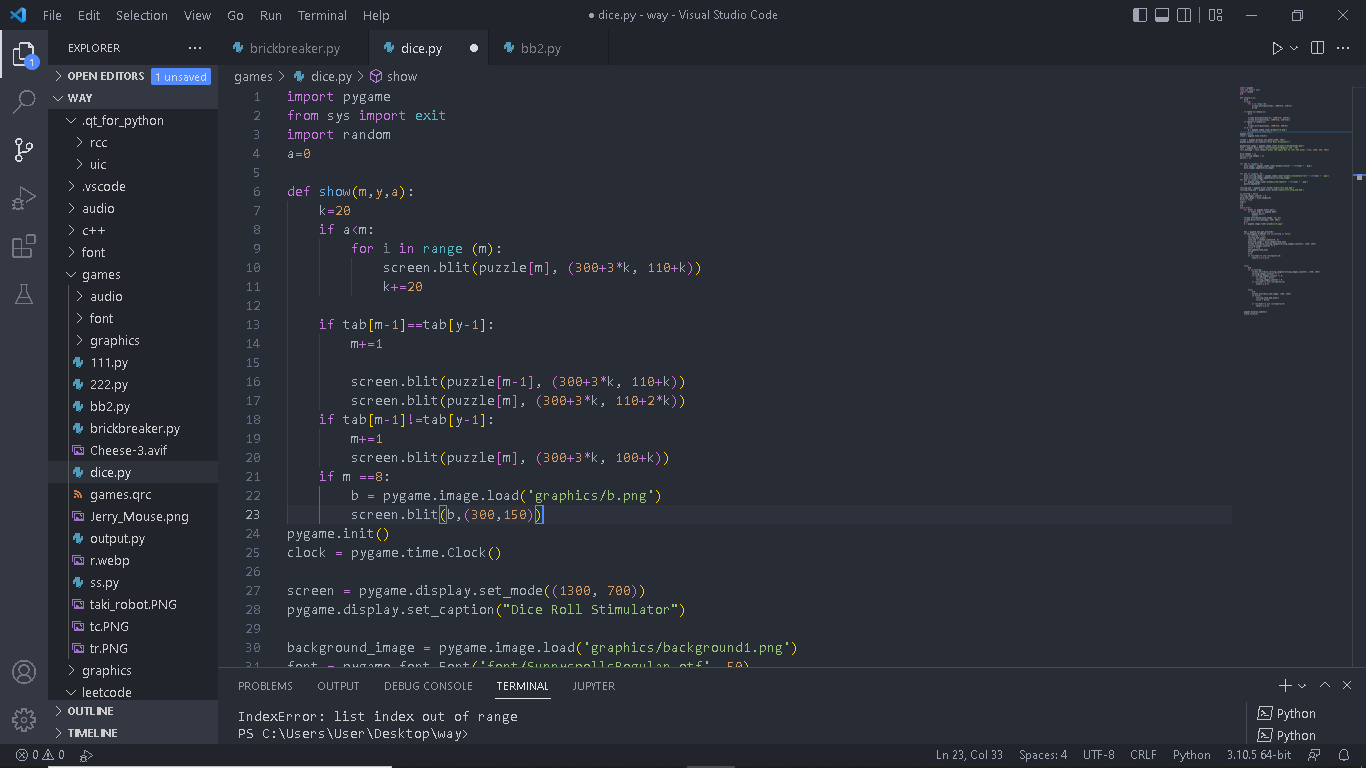 File Edit Selection View Go Run Terminal Help
● dice.py - way - Visual Studio Code
EXPLORER
1
OPEN EDITORS 1 unsaved
WAY
.qt_for_python
rcc
uic
.vscode
audio
c++
font
games
audio
font
graphics
111.py
222.py
bb2.py
brickbreaker.py
Cheese-3.avif
dice.py
games.qrc
Jerry_Mouse.png
output.py
r.webp
ss.py
taki_robot.PNG
tc.PNG
tr.PNG
graphics
leetcode
OUTLINE
TIMELINE
brickbreaker.py dice.py ● bb2.py
games > dice.py > show
1 import pygame
2 from sys import exit
3 import random
4 a=0
5
6 def show(m,y,a):
7     k=20
8     if a<m:
9         for i in range (m):
10             screen.blit(puzzle[m], (300+3*k, 110+k))
11             k+=20
12
13     if tab[m-1]==tab[y-1]:
14         m+=1
15
16         screen.blit(puzzle[m-1], (300+3*k, 110+k))
17         screen.blit(puzzle[m], (300+3*k, 110+2*k))
18     if tab[m-1]!=tab[y-1]:
19         m+=1
20         screen.blit(puzzle[m], (300+3*k, 100+k))
21     if m ==8:
22         b = pygame.image.load('graphics/b.png')
23         screen.blit(b,(300,150))
24 pygame.init()
25 clock = pygame.time.Clock()
26
27 screen = pygame.display.set_mode((1300, 700))
28 pygame.display.set_caption("Dice Roll Stimulator")
29
30 background_image = pygame.image.load('graphics/background1.png')
31 font = pygame.font.Font('font/SunnyspellsRegular.otf', 50)
PROBLEMS OUTPUT DEBUG CONSOLE TERMINAL JUPYTER
IndexError: list index out of range
PS C:\Users\User\Desktop\way>
Python
Python
0 0
Ln 23, Col 33 Spaces: 4 UTF-8 CRLF Python 3.10.5 64-bit